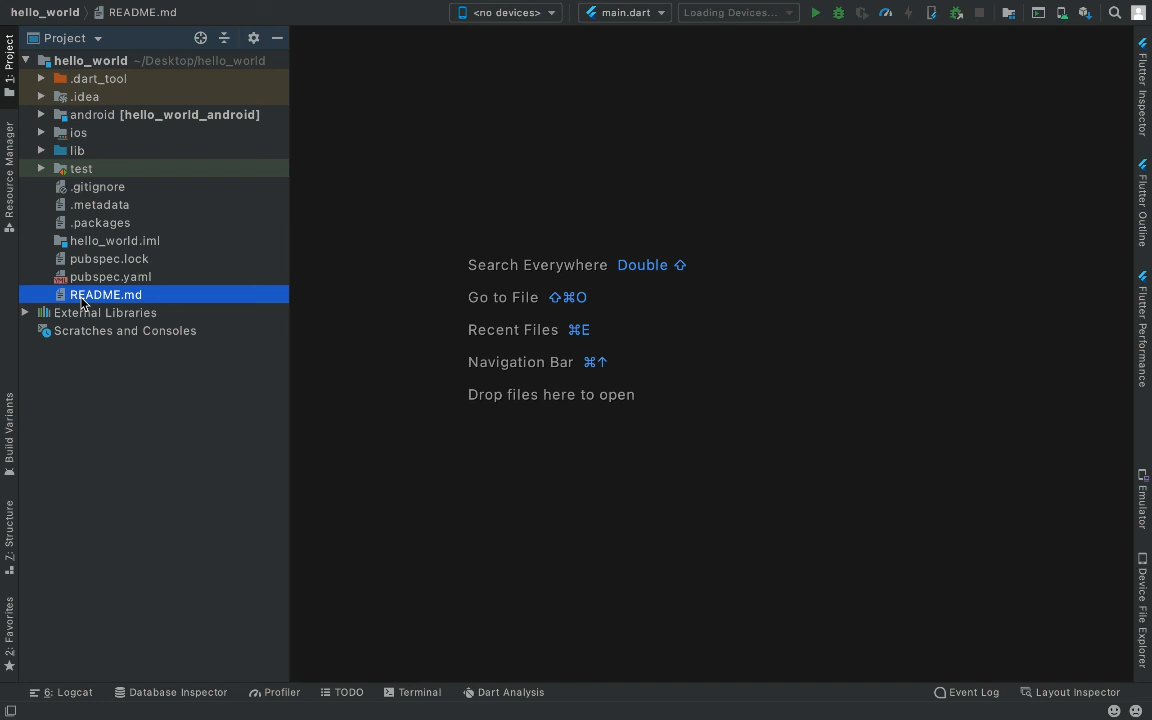 hello_world README.md
<no devices> main.dart Loading Devices...
Project
hello_world ~/Desktop/hello_world
.dart_tool
.idea
android [hello_world_android]
ios
lib
test
.gitignore
.metadata
.packages
hello_world.iml
pubspec.lock
pubspec.yaml
README.md
External Libraries
Scratches and Consoles
1: Project
Resource Manager
Build Variants
Z: Structure
2: Favorites
Search Everywhere Double ⇧
Go to File ⇧⌘O
Recent Files ⌘E
Navigation Bar ⌘↑
Drop files here to open
Flutter Inspector
Flutter Outline
Flutter Performance
Emulator
Device File Explorer
6: Logcat Database Inspector Profiler TODO Terminal Dart Analysis Event Log Layout Inspector